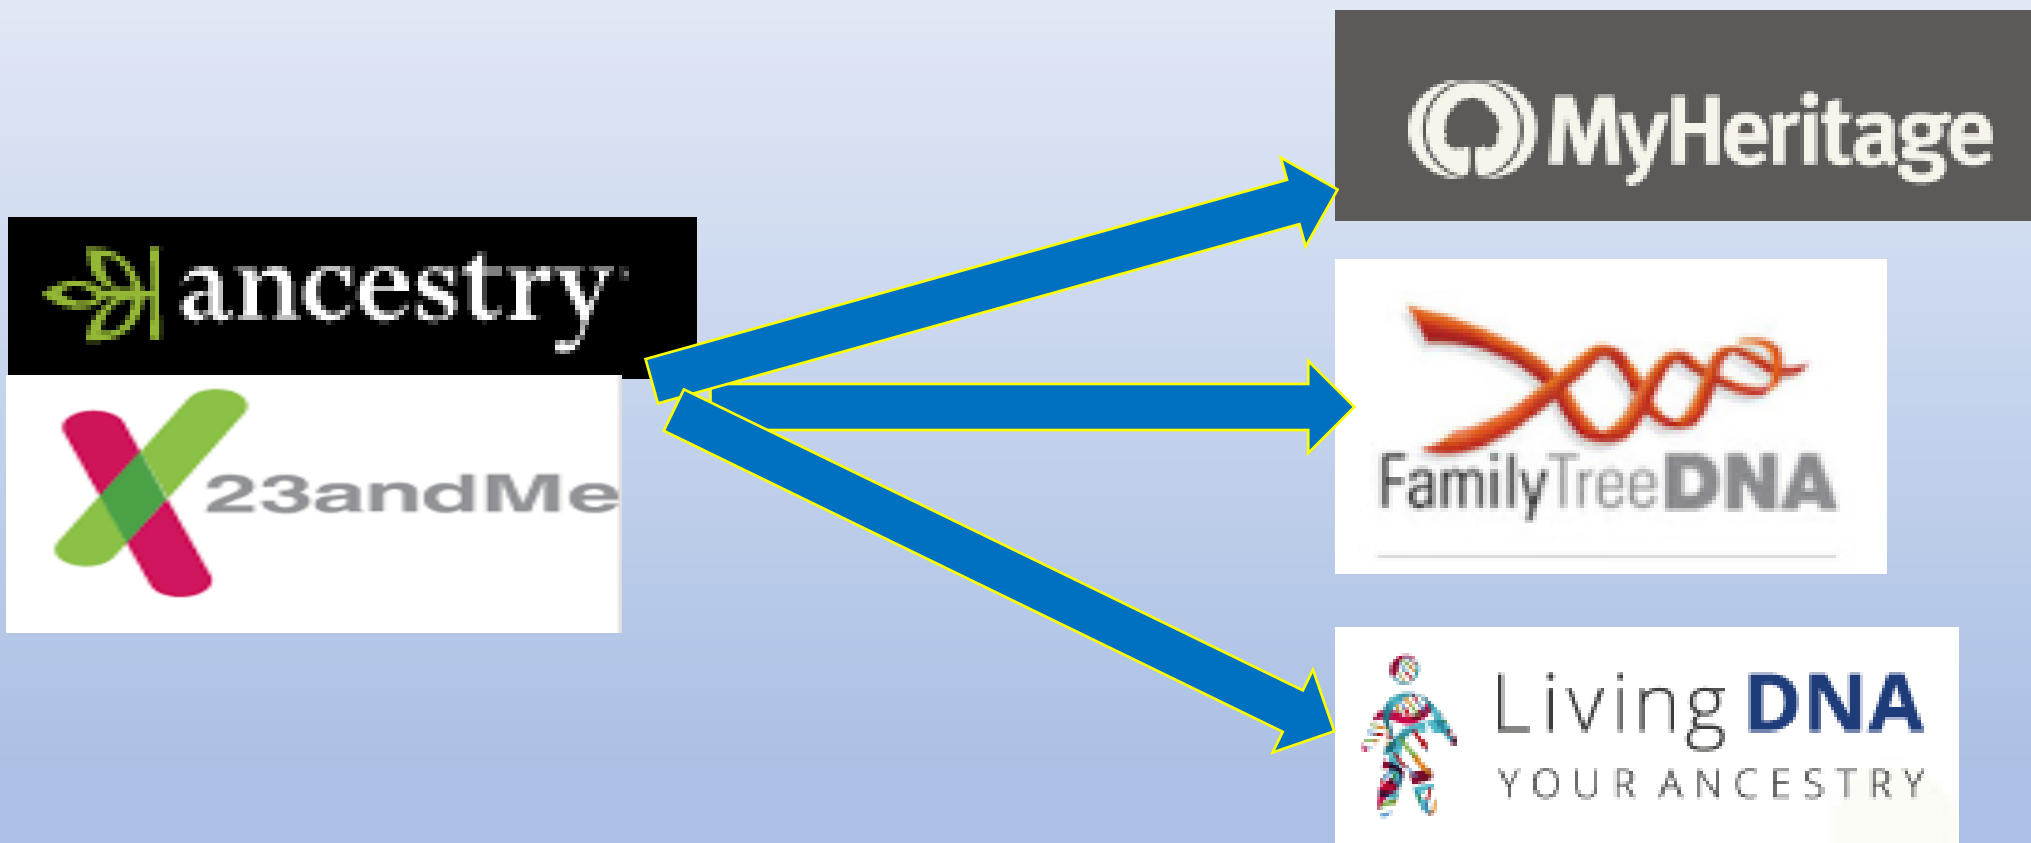 ancestry
23andMe
MyHeritage
FamilyTreeDNA
Living DNA
YOUR ANCESTRY